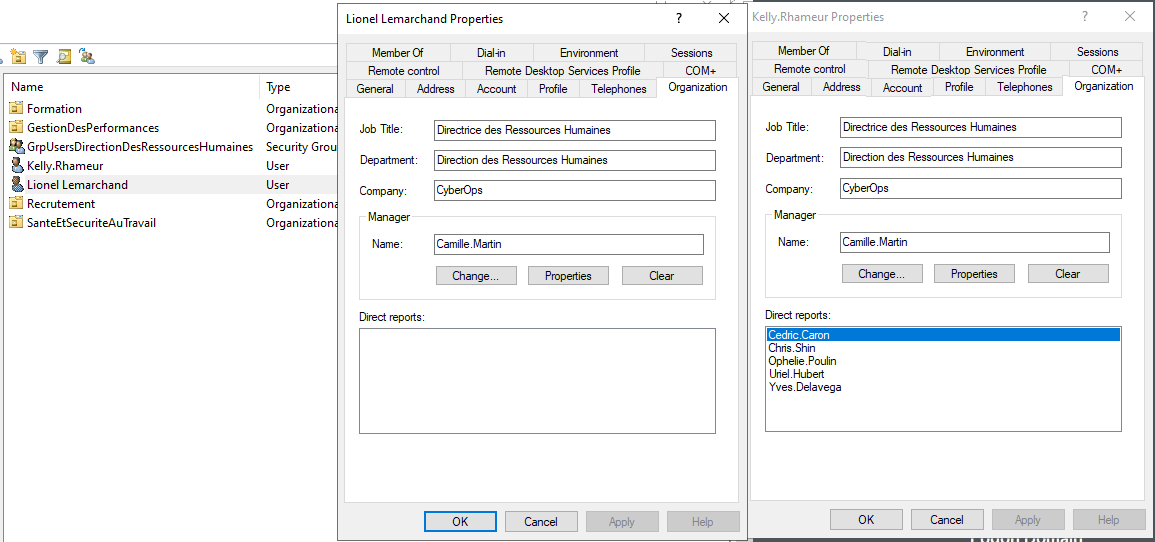 Name Type
Formation Organizationa
GestionDesPerformances Organizationa
GrpUsersDirectionDesRessourcesHumaines Security Grou
Kelly.Rhameur User
Lionel Lemarchand User
Recrutement Organizationa
SanteEtSecuriteAuTravail Organizationa
Lionel Lemarchand Properties ?
Member Of Dial-in Environment Sessions
Remote control Remote Desktop Services Profile COM+
General Address Account Profile Telephones Organization
Job Title: Directrice des Ressources Humaines
Department: Direction des Ressources Humaines
Company: CyberOps
Manager
Name: Camille.Martin
Change... Properties Clear
Direct reports:
OK Cancel Apply Help
Kelly.Rhameur Properties ?
Member Of Dial-in Environment Sessions
Remote control Remote Desktop Services Profile COM+
General Address Account Profile Telephones Organization
Job Title: Directrice des Ressources Humaines
Department: Direction des Ressources Humaines
Company: CyberOps
Manager
Name: Camille.Martin
Change... Properties Clear
Direct reports:
Cedric.Caron
Chris.Shin
Ophelie.Poulin
Uriel.Hubert
Yves.Delavega
OK Cancel Apply Help